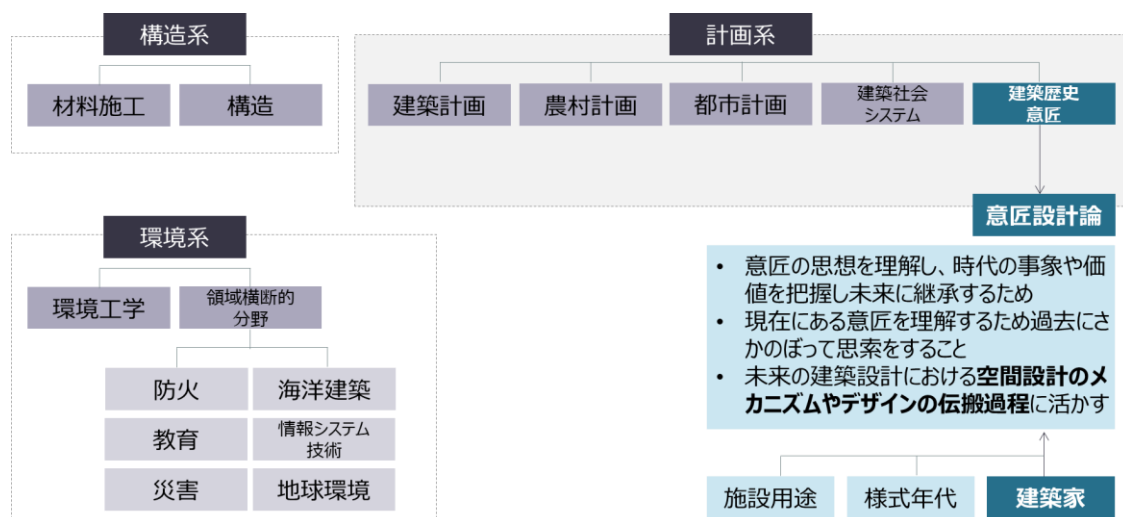 構造系
材料施工
構造
計画系
建築計画
農村計画
都市計画
建築社会
システム
建築歴史
意匠
意匠設計論
• 意匠の思想を理解し、時代の事象や価
値を把握し未来に継承するため
• 現在にある意匠を理解するため過去にさ
かのぼって思索をすること
• 未来の建築設計における空間設計のメ
カニズムやデザインの伝搬過程に活かす
施設用途
様式年代
建築家
環境系
環境工学
領域横断的
分野
防火
海洋建築
教育
情報システム
技術
災害
地球環境